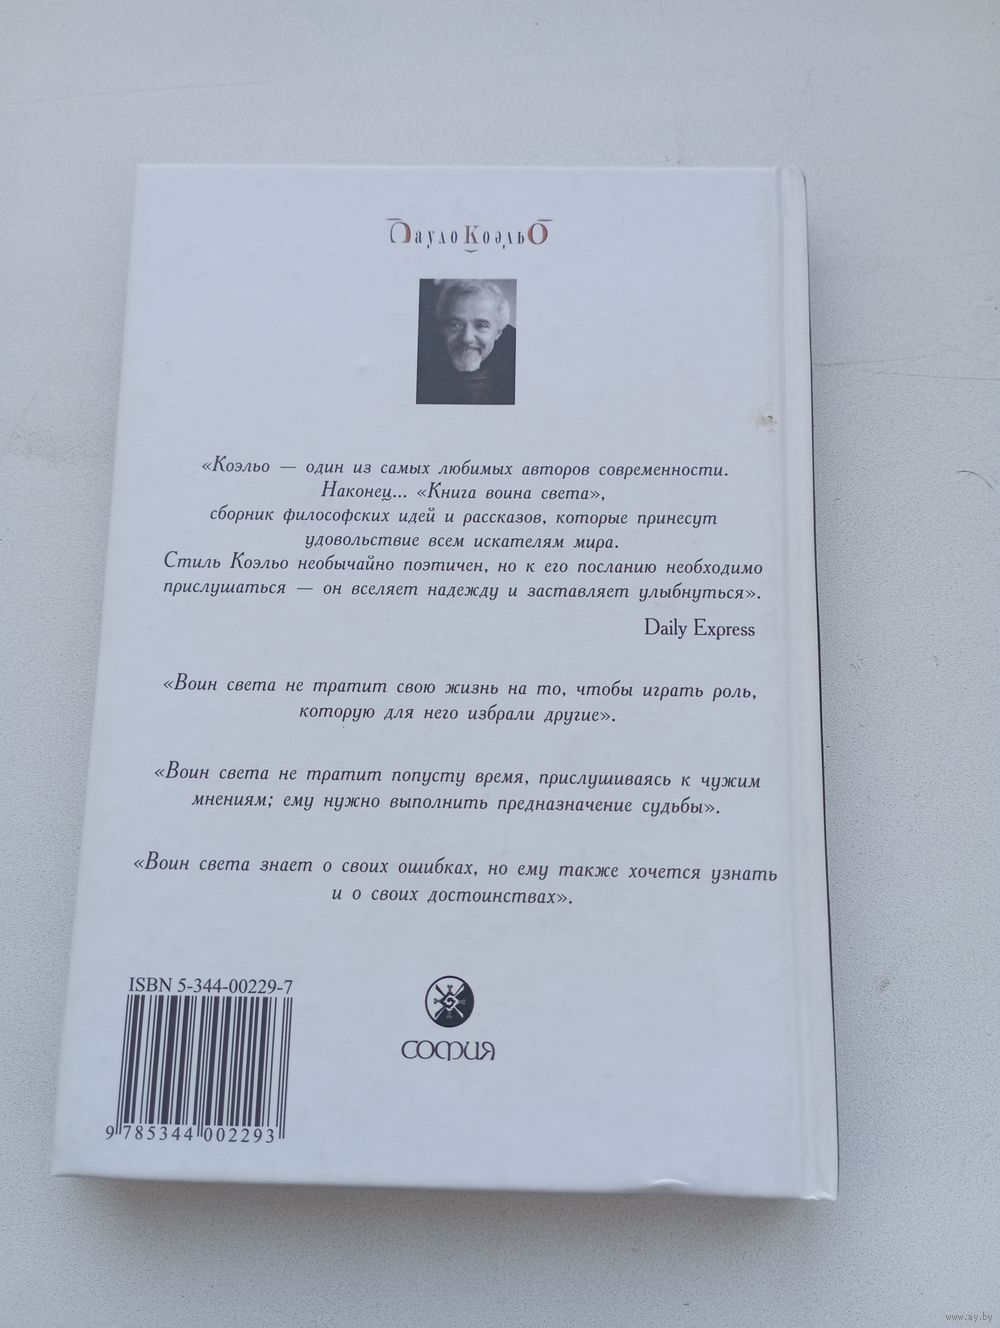 Пауло Коэльо
«Коэльо — один из самых любимых авторов современности.
Наконец... «Книга воина света»,
сборник философских идей и рассказов, которые принесут
удовольствие всем искателям мира.
Стиль Коэльо необычайно поэтичен, но к его посланию необходимо
прислушаться — он вселяет надежду и заставляет улыбнуться».
Daily Express
«Воин света не тратит свою жизнь на то, чтобы играть роль,
которую для него избрали другие».
«Воин света не тратит попусту время, прислушиваясь к чужим
мнениям; ему нужно выполнить предназначение судьбы».
«Воин света знает о своих ошибках, но ему также хочется узнать
и о своих достоинствах».
ISBN 5-344-00229-7
9 785344 002293
СОФИЯ
www.ay.by